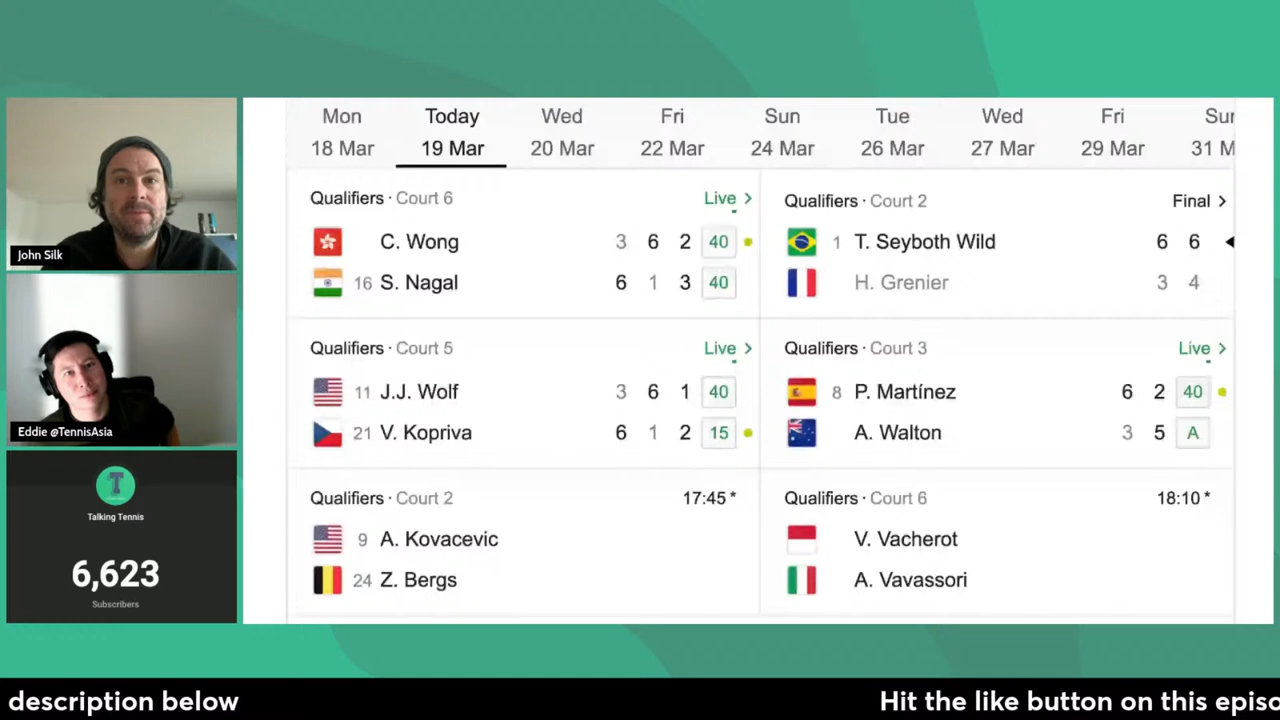 Mon
18 Mar
Today
19 Mar
Wed
20 Mar
Fri
22 Mar
Sun
24 Mar
Tue
26 Mar
Wed
27 Mar
Fri
29 Mar
Sur
31 M
Qualifiers · Court 6 Live >
C. Wong 3 6 2 40
16 S. Nagal 6 1 3 40
Qualifiers · Court 2 Final >
1 T. Seyboth Wild 6 6
H. Grenier 3 4
Qualifiers · Court 5 Live >
11 J.J. Wolf 3 6 1 40
21 V. Kopriva 6 1 2 15
Qualifiers · Court 3 Live >
8 P. Martínez 6 2 40
A. Walton 3 5 A
Qualifiers · Court 2 17:45 *
9 A. Kovacevic
24 Z. Bergs
Qualifiers · Court 6 18:10 *
V. Vacherot
A. Vavassori
John Silk
Eddie @TennisAsia
T
Talking Tennis
6,623
Subscribers
description below
Hit the like button on this episo